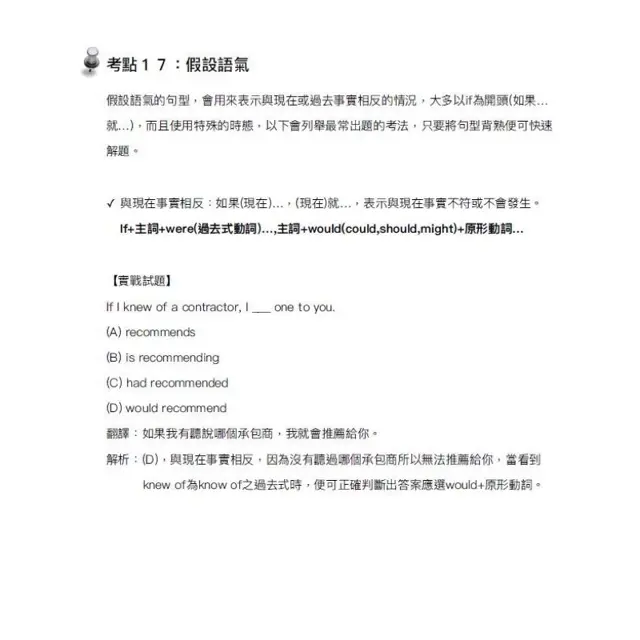 考點１７：假設語氣
假設語氣的句型，會用來表示與現在或過去事實相反的情況，大多以if為開頭(如果…
就…)，而且使用特殊的時態，以下會列舉最常出題的考法，只要將句型背熟便可快速
解題。
✓ 與現在事實相反：如果(現在)…，(現在)就…，表示與現在事實不符或不會發生。
If+主詞+were(過去式動詞)…,主詞+would(could,should,might)+原形動詞…
【實戰試題】
If I knew of a contractor, I ___ one to you.
(A) recommends
(B) is recommending
(C) had recommended
(D) would recommend
翻譯：如果我有聽說哪個承包商，我就會推薦給你。
解析：(D)，與現在事實相反，因為沒有聽過哪個承包商所以無法推薦給你，當看到
knew of為know of之過去式時，便可正確判斷出答案應選would+原形動詞。